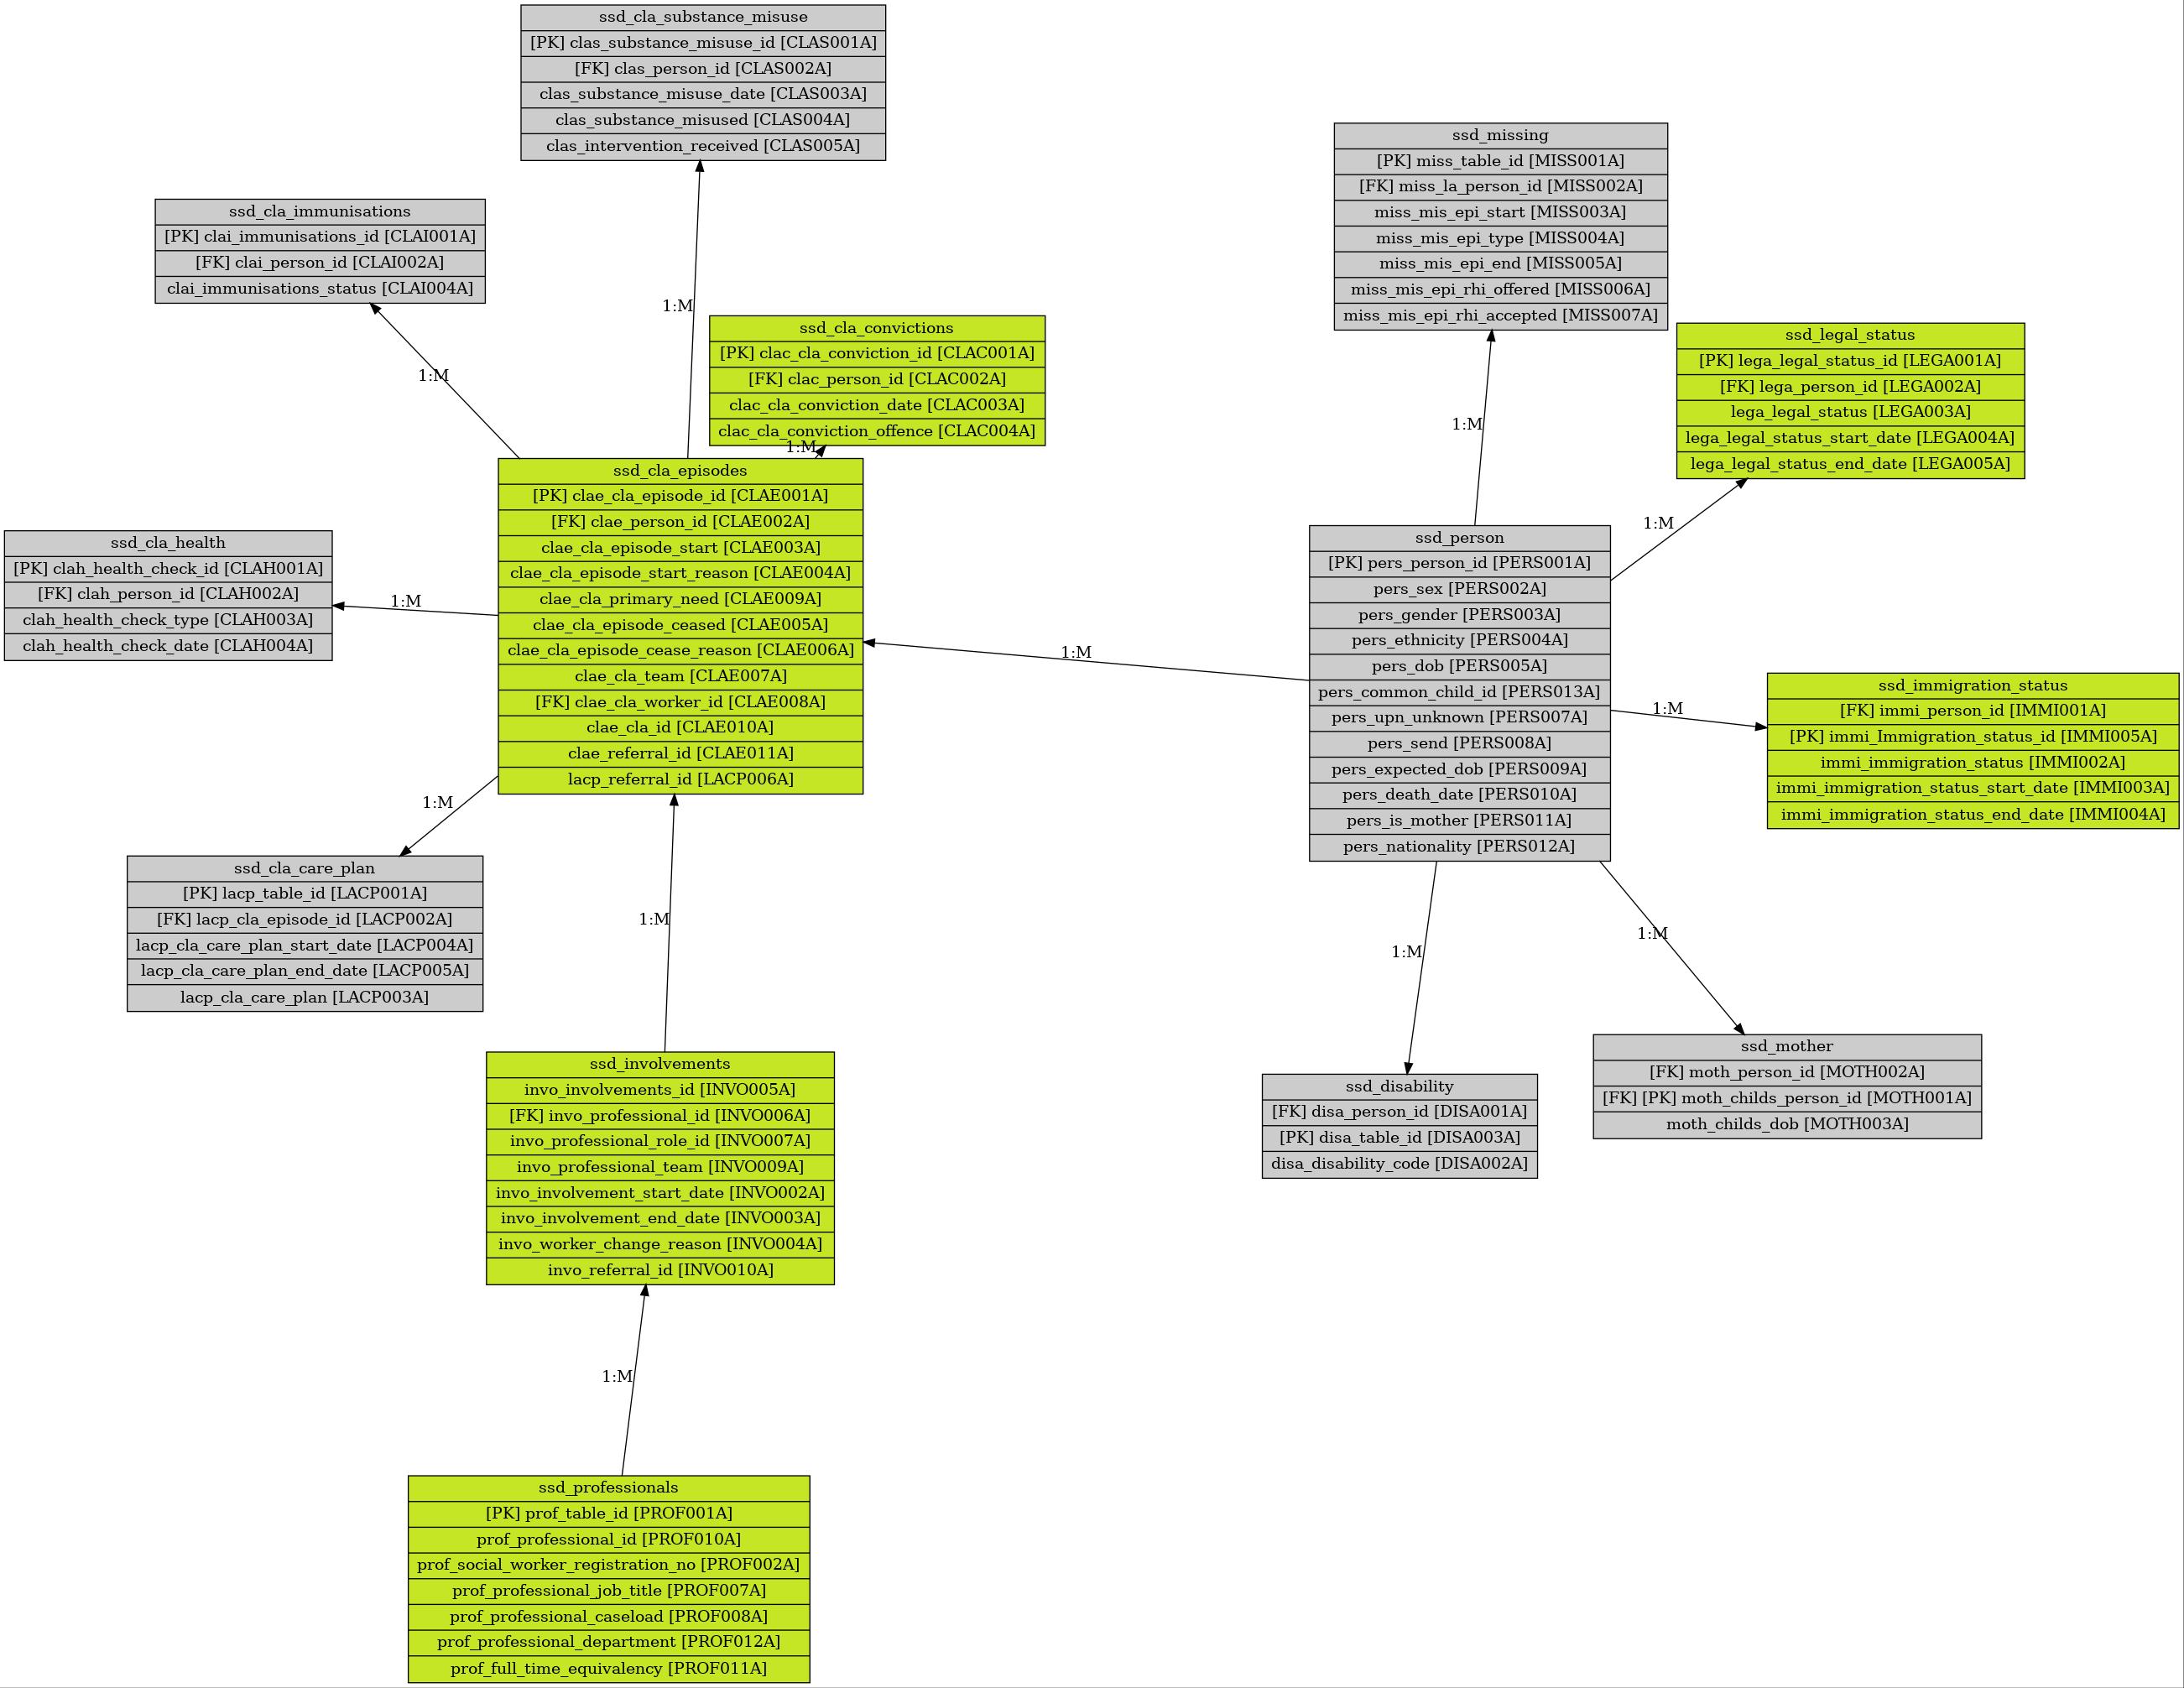 ssd_cla_substance_misuse
[PK] clas_substance_misuse_id [CLAS001A]
[FK] clas_person_id [CLAS002A]
clas_substance_misuse_date [CLAS003A]
clas_substance_misused [CLAS004A]
clas_intervention_received [CLAS005A]
ssd_missing
[PK] miss_table_id [MISS001A]
[FK] miss_la_person_id [MISS002A]
miss_mis_epi_start [MISS003A]
miss_mis_epi_type [MISS004A]
miss_mis_epi_end [MISS005A]
miss_mis_epi_rhi_offered [MISS006A]
miss_mis_epi_rhi_accepted [MISS007A]
ssd_cla_immunisations
[PK] clai_immunisations_id [CLAI001A]
[FK] clai_person_id [CLAI002A]
clai_immunisations_status [CLAI004A]
1:M
ssd_cla_convictions
[PK] clac_cla_conviction_id [CLAC001A]
[FK] clac_person_id [CLAC002A]
clac_cla_conviction_date [CLAC003A]
clac_cla_conviction_offence [CLAC004A]
ssd_legal_status
[PK] lega_legal_status_id [LEGA001A]
[FK] lega_person_id [LEGA002A]
lega_legal_status [LEGA003A]
lega_legal_status_start_date [LEGA004A]
lega_legal_status_end_date [LEGA005A]
1:M
1:M
1:M
ssd_cla_episodes
[PK] clae_cla_episode_id [CLAE001A]
[FK] clae_person_id [CLAE002A]
clae_cla_episode_start [CLAE003A]
clae_cla_episode_start_reason [CLAE004A]
clae_cla_primary_need [CLAE009A]
clae_cla_episode_ceased [CLAE005A]
clae_cla_episode_cease_reason [CLAE006A]
clae_cla_team [CLAE007A]
[FK] clae_cla_worker_id [CLAE008A]
clae_cla_id [CLAE010A]
clae_referral_id [CLAE011A]
lacp_referral_id [LACP006A]
1:M
ssd_cla_health
[PK] clah_health_check_id [CLAH001A]
[FK] clah_person_id [CLAH002A]
clah_health_check_type [CLAH003A]
clah_health_check_date [CLAH004A]
1:M
1:M
ssd_person
[PK] pers_person_id [PERS001A]
pers_sex [PERS002A]
pers_gender [PERS003A]
pers_ethnicity [PERS004A]
pers_dob [PERS005A]
pers_common_child_id [PERS013A]
pers_upn_unknown [PERS007A]
pers_send [PERS008A]
pers_expected_dob [PERS009A]
pers_death_date [PERS010A]
pers_is_mother [PERS011A]
pers_nationality [PERS012A]
1:M
ssd_immigration_status
[FK] immi_person_id [IMMI001A]
[PK] immi_Immigration_status_id [IMMI005A]
immi_immigration_status [IMMI002A]
immi_immigration_status_start_date [IMMI003A]
immi_immigration_status_end_date [IMMI004A]
1:M
ssd_cla_care_plan
[PK] lacp_table_id [LACP001A]
[FK] lacp_cla_episode_id [LACP002A]
lacp_cla_care_plan_start_date [LACP004A]
lacp_cla_care_plan_end_date [LACP005A]
lacp_cla_care_plan [LACP003A]
1:M
1:M
1:M
ssd_involvements
invo_involvements_id [INVO005A]
[FK] invo_professional_id [INVO006A]
invo_professional_role_id [INVO007A]
invo_professional_team [INVO009A]
invo_involvement_start_date [INVO002A]
invo_involvement_end_date [INVO003A]
invo_worker_change_reason [INVO004A]
invo_referral_id [INVO010A]
ssd_disability
[FK] disa_person_id [DISA001A]
[PK] disa_table_id [DISA003A]
disa_disability_code [DISA002A]
ssd_mother
[FK] moth_person_id [MOTH002A]
[FK] [PK] moth_childs_person_id [MOTH001A]
moth_childs_dob [MOTH003A]
1:M
ssd_professionals
[PK] prof_table_id [PROF001A]
prof_professional_id [PROF010A]
prof_social_worker_registration_no [PROF002A]
prof_professional_job_title [PROF007A]
prof_professional_caseload [PROF008A]
prof_professional_department [PROF012A]
prof_full_time_equivalency [PROF011A]